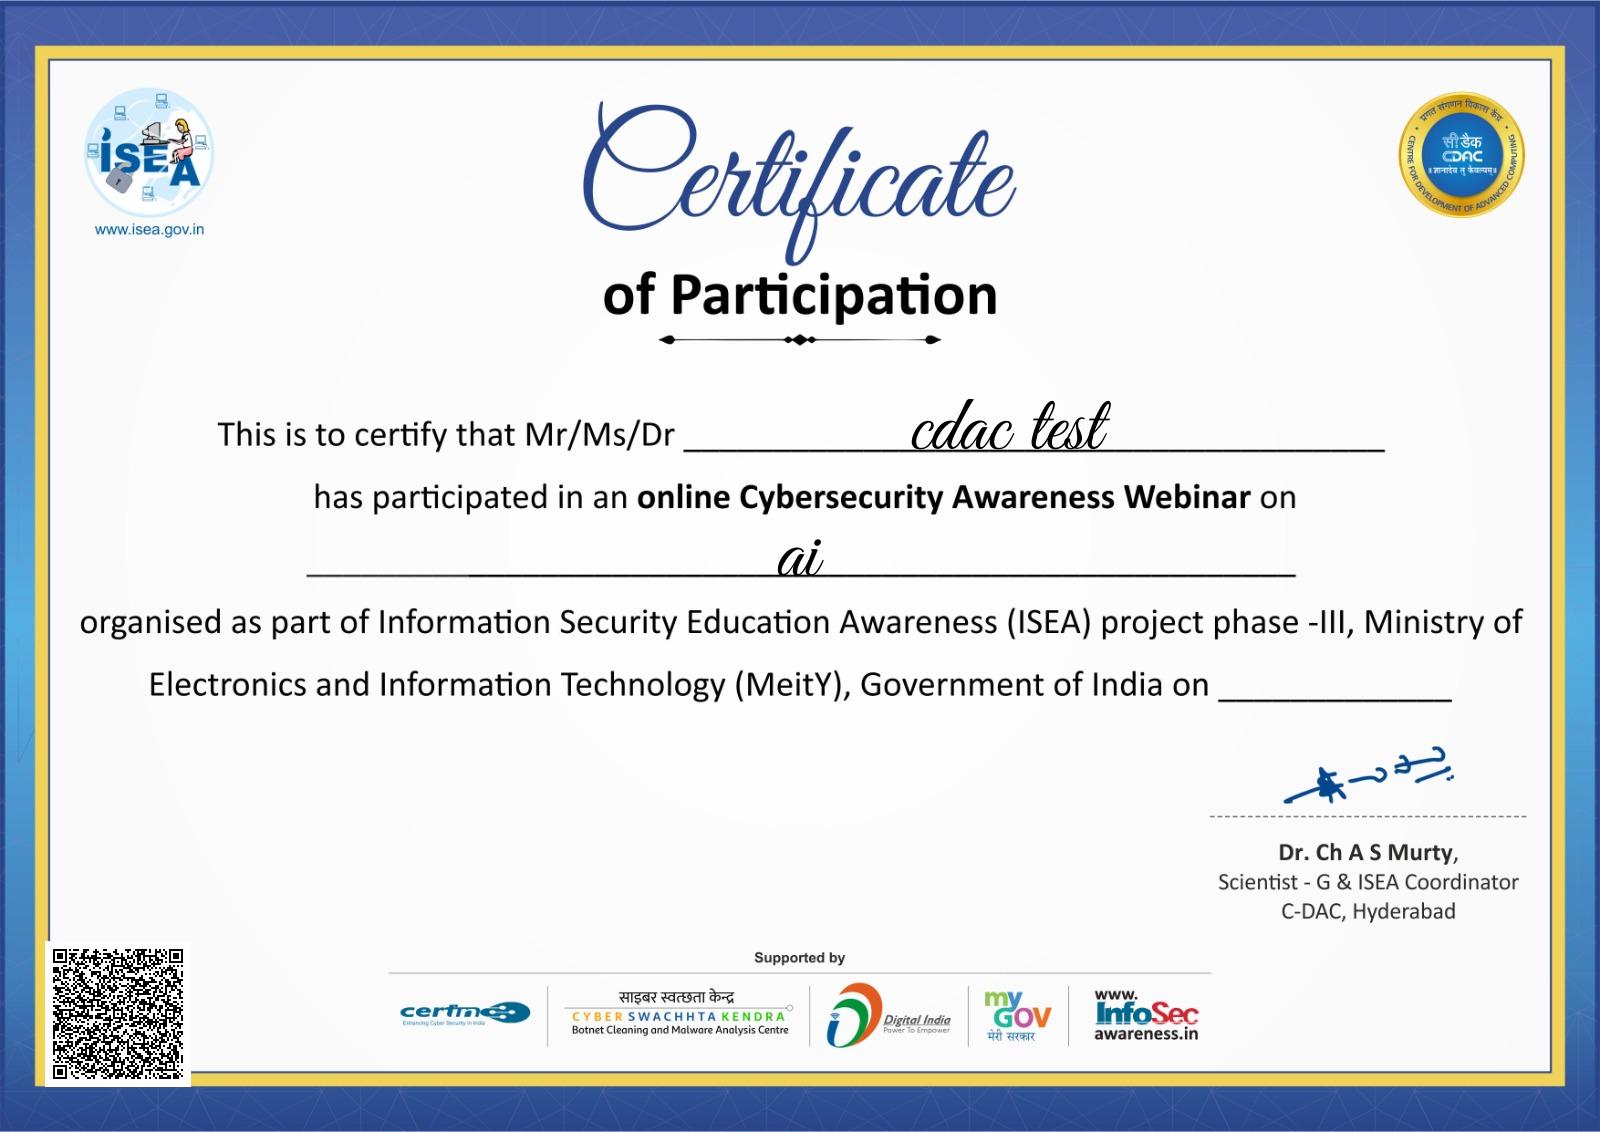 ISEA
www.isea.gov.in
प्रगत संगणन विकास केंद्र
सी डैक
CDAC
॥ ज्ञानादेव तु कैवल्यम् ॥
CENTRE FOR DEVELOPMENT OF ADVANCED COMPUTING
Certificate
of Participation
This is to certify that Mr/Ms/Dr cdac test
has participated in an online Cybersecurity Awareness Webinar on
ai
organised as part of Information Security Education Awareness (ISEA) project phase -III, Ministry of
Electronics and Information Technology (MeitY), Government of India on
Dr. Ch A S Murty,
Scientist - G & ISEA Coordinator
C-DAC, Hyderabad
Supported by
certin
Enhancing Cyber Security in India
साइबर स्वच्छता केन्द्र
CYBER SWACHHTA KENDRA
Botnet Cleaning and Malware Analysis Centre
Digital India
Power To Empower
my
GOV
मेरी सरकार
www.
InfoSec
awareness.in